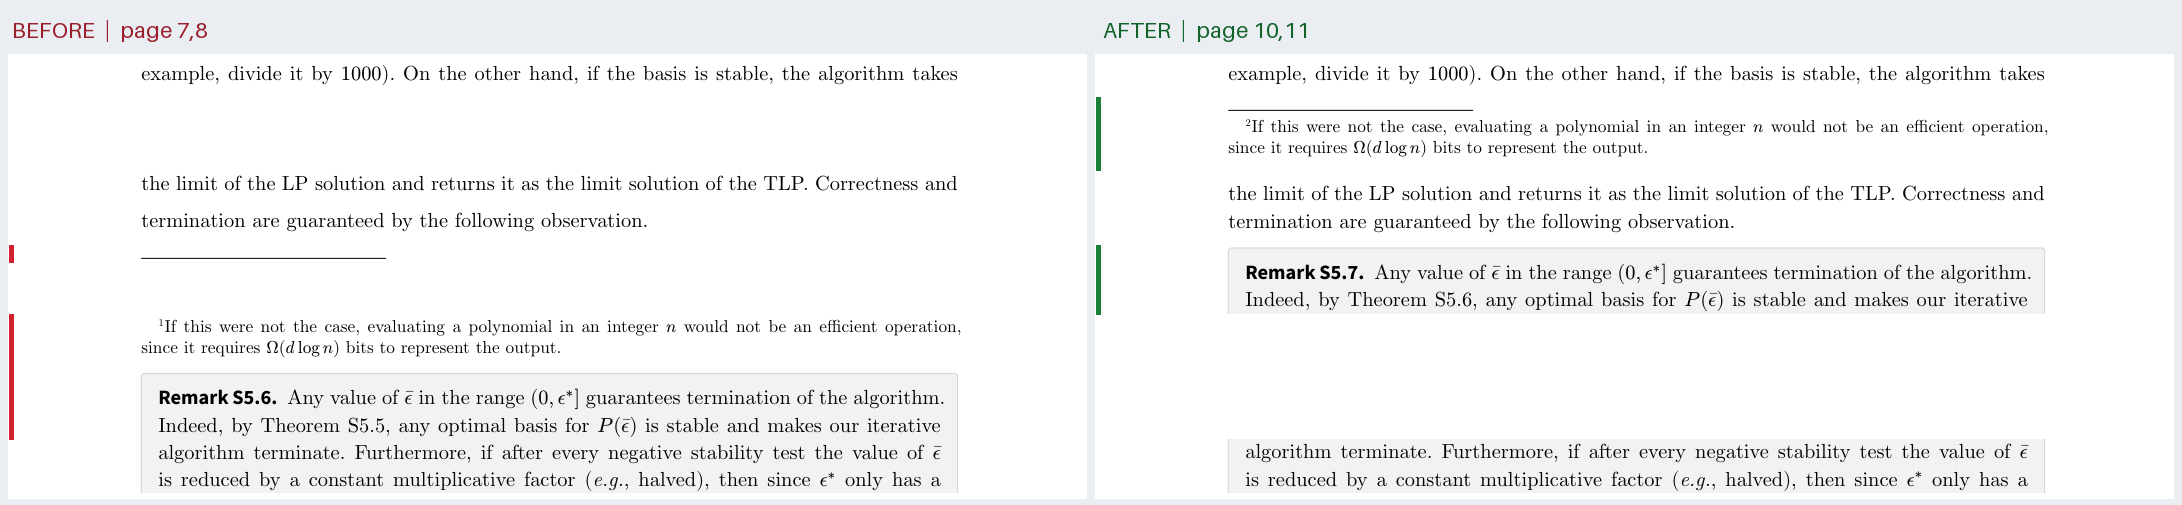 BEFORE | page 7,8
example, divide it by 1000). On the other hand, if the basis is stable, the algorithm takes
the limit of the LP solution and returns it as the limit solution of the TLP. Correctness and
termination are guaranteed by the following observation.
¹If this were not the case, evaluating a polynomial in an integer n would not be an efficient operation,
since it requires Ω(d log n) bits to represent the output.
Remark S5.6. Any value of ϵ̄ in the range (0, ϵ*] guarantees termination of the algorithm.
Indeed, by Theorem S5.5, any optimal basis for P(ϵ̄) is stable and makes our iterative
algorithm terminate. Furthermore, if after every negative stability test the value of ϵ̄
is reduced by a constant multiplicative factor (e.g., halved), then since ϵ* only has a
AFTER | page 10,11
example, divide it by 1000). On the other hand, if the basis is stable, the algorithm takes
²If this were not the case, evaluating a polynomial in an integer n would not be an efficient operation,
since it requires Ω(d log n) bits to represent the output.
the limit of the LP solution and returns it as the limit solution of the TLP. Correctness and
termination are guaranteed by the following observation.
Remark S5.7. Any value of ϵ̄ in the range (0, ϵ*] guarantees termination of the algorithm.
Indeed, by Theorem S5.6, any optimal basis for P(ϵ̄) is stable and makes our iterative
algorithm terminate. Furthermore, if after every negative stability test the value of ϵ̄
is reduced by a constant multiplicative factor (e.g., halved), then since ϵ* only has a